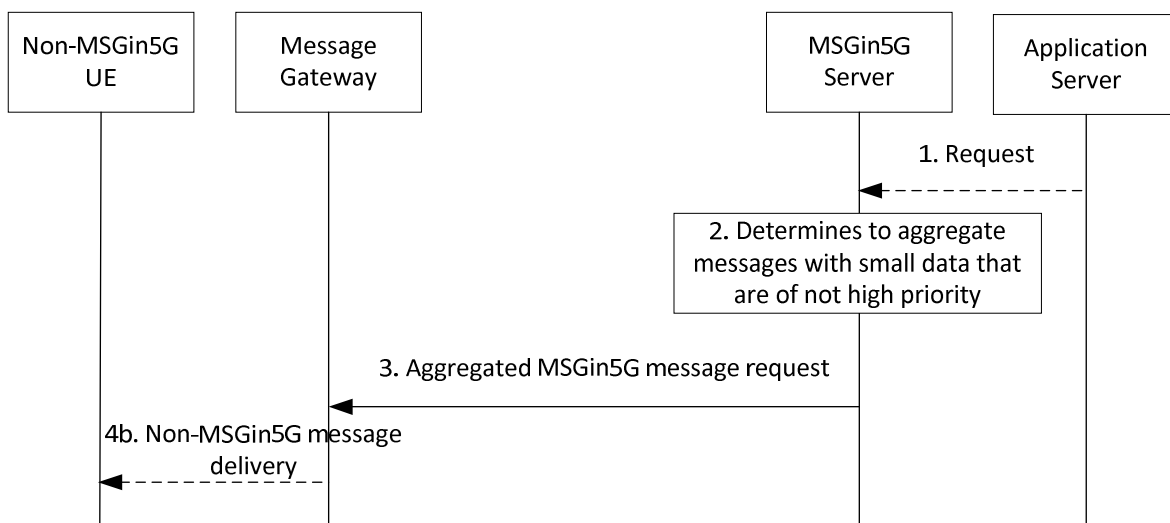 Non-MSGin5G
UE
Message
Gateway
MSGin5G
Server
Application
Server
1. Request
2. Determines to aggregate
messages with small data that
are of not high priority
3. Aggregated MSGin5G message request
4b. Non-MSGin5G message
delivery